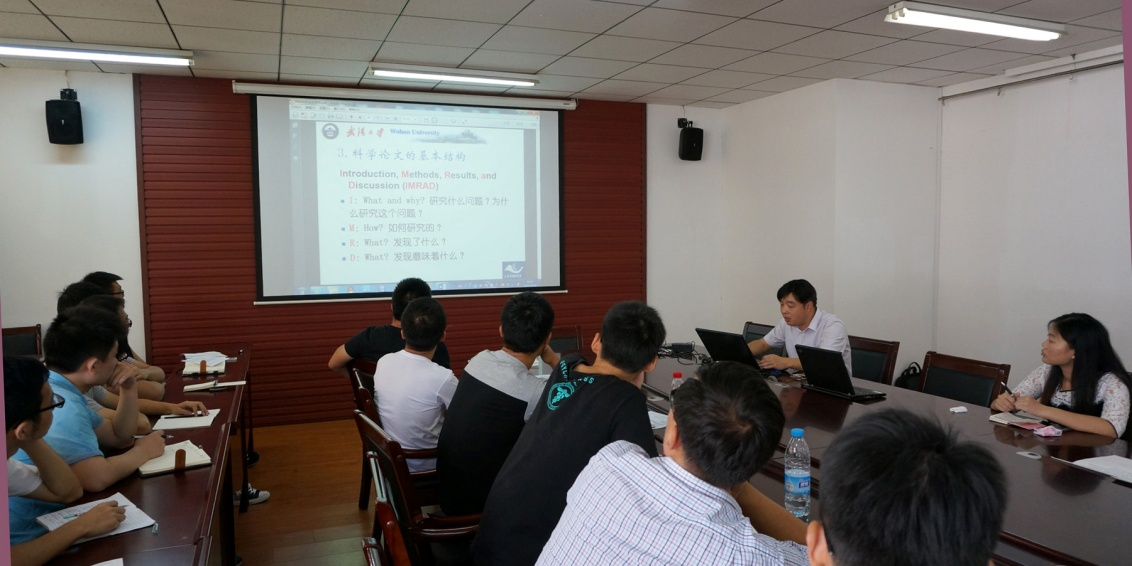 武汉大学 Wuhan University
3. 科学论文的基本结构
Introduction, Methods, Results, and
Discussion (IMRAD)
I: What and why? 研究什么问题？为什
么研究这个问题？
M: How? 如何研究的？
R: What? 发现了什么？
D: What? 发现意味着什么？